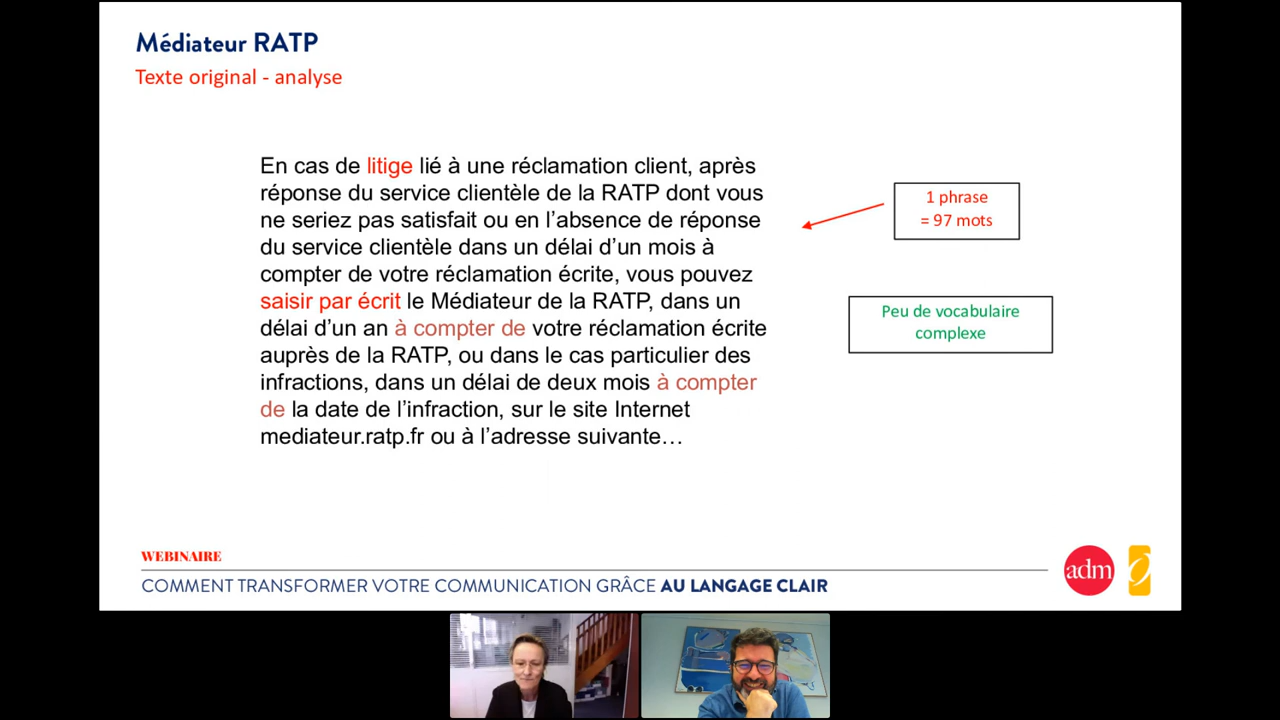 Médiateur RATP
Texte original - analyse
En cas de litige lié à une réclamation client, après
réponse du service clientèle de la RATP dont vous
ne seriez pas satisfait ou en l’absence de réponse
du service clientèle dans un délai d’un mois à
compter de votre réclamation écrite, vous pouvez
saisir par écrit le Médiateur de la RATP, dans un
délai d’un an à compter de votre réclamation écrite
auprès de la RATP, ou dans le cas particulier des
infractions, dans un délai de deux mois à compter
de la date de l’infraction, sur le site Internet
mediateur.ratp.fr ou à l’adresse suivante…
1 phrase
= 97 mots
Peu de vocabulaire
complexe
WEBINAIRE
COMMENT TRANSFORMER VOTRE COMMUNICATION GRÂCE AU LANGAGE CLAIR
adm